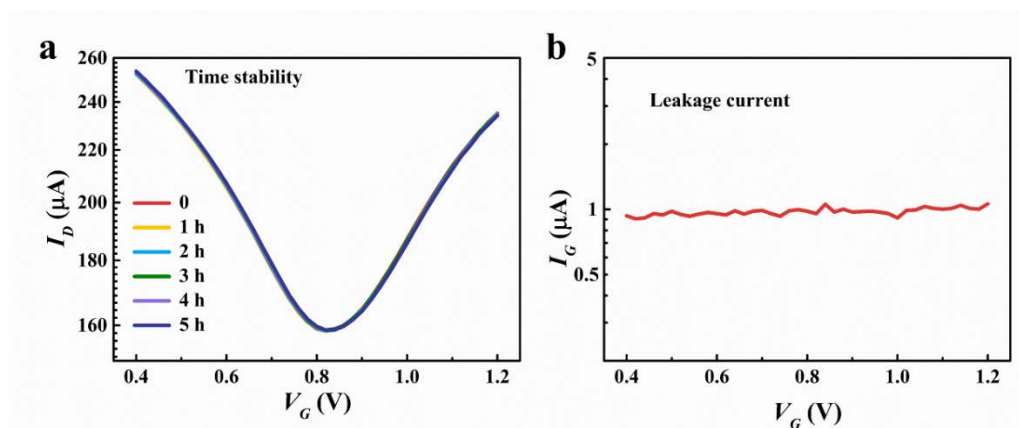 a
Time stability
260
240
220
200
180
160
I_D (μA)
0
1 h
2 h
3 h
4 h
5 h
0.4 0.6 0.8 1.0 1.2
V_G (V)
b
Leakage current
5
1
0.5
I_G (μA)
0.4 0.6 0.8 1.0 1.2
V_G (V)